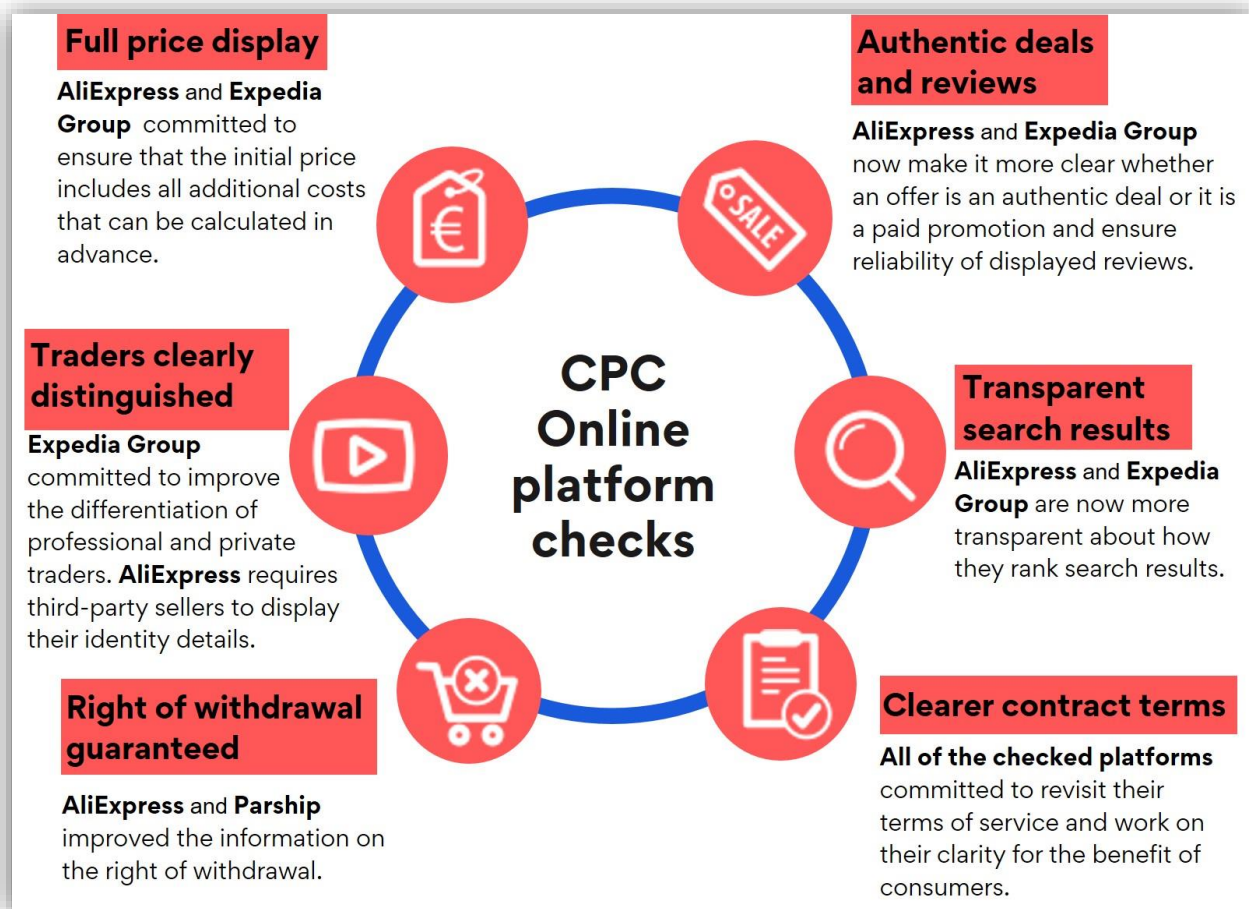 Full price display
AliExpress and Expedia
Group committed to
ensure that the initial price
includes all additional costs
that can be calculated in
advance.
Authentic deals
and reviews
AliExpress and Expedia Group
now make it more clear whether
an offer is an authentic deal or it is
a paid promotion and ensure
reliability of displayed reviews.
€
SALE
Traders clearly
distinguished
Expedia Group
committed to improve
the differentiation of
professional and private
traders. AliExpress requires
third-party sellers to display
their identity details.
CPC
Online
platform
checks
Transparent
search results
AliExpress and Expedia
Group are now more
transparent about how
they rank search results.
Right of withdrawal
guaranteed
AliExpress and Parship
improved the information on
the right of withdrawal.
Clearer contract terms
All of the checked platforms
committed to revisit their
terms of service and work on
their clarity for the benefit of
consumers.